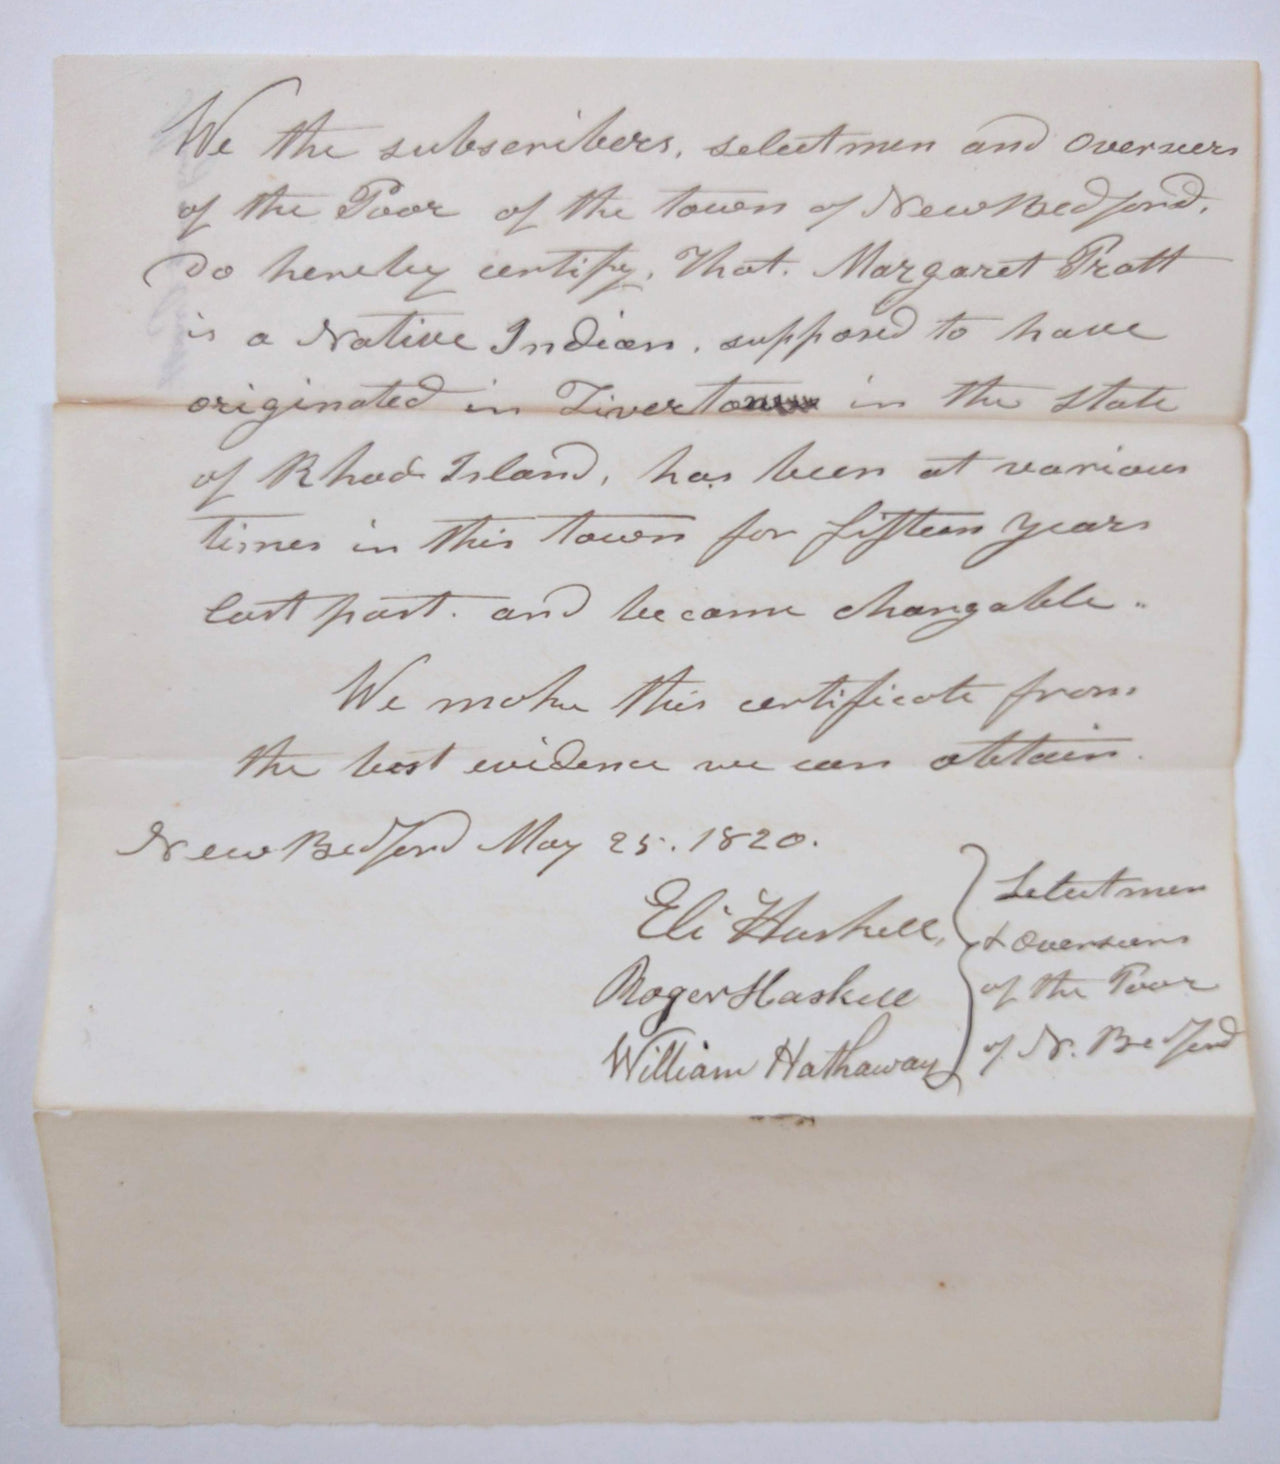 We the subscribers, selectmen and overseers
of the Poor of the town of New Bedford,
do hereby certify, That. Margaret Pratt
is a Native Indian, supposed to have
originated in Tiverton in the State
of Rhod Island, has been at various
times in this town for fifteen years
last past. and became chargable.
We make this certificate from
the best evidence we can obtain.
New Bedford May 25. 1820.
Eli Haskell,
Roger Haskell
William Hathaway
Selectmen
& Overseers
of the Poor
of N. Bedford